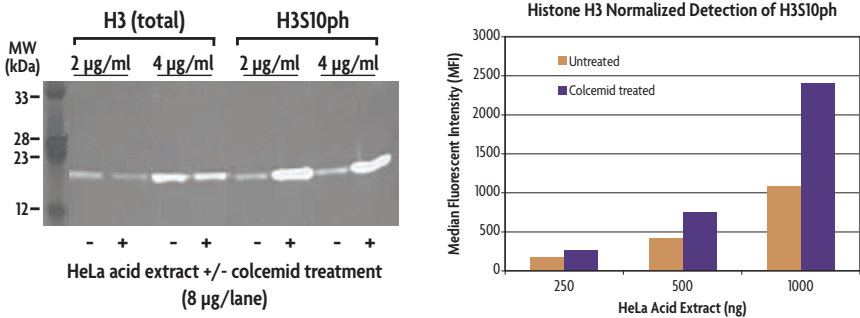 H3 (total) H3S10ph
MW
(kDa)
2 µg/ml 4 µg/ml 2 µg/ml 4 µg/ml
33
28
23
12
- + - + - + - +
HeLa acid extract +/- colcemid treatment
(8 µg/lane)
Histone H3 Normalized Detection of H3S10ph
Median Fluorescent Intensity (MFI)
3000
2500
2000
1500
1000
500
0
Untreated
Colcemid treated
250 500 1000
HeLa Acid Extract (ng)